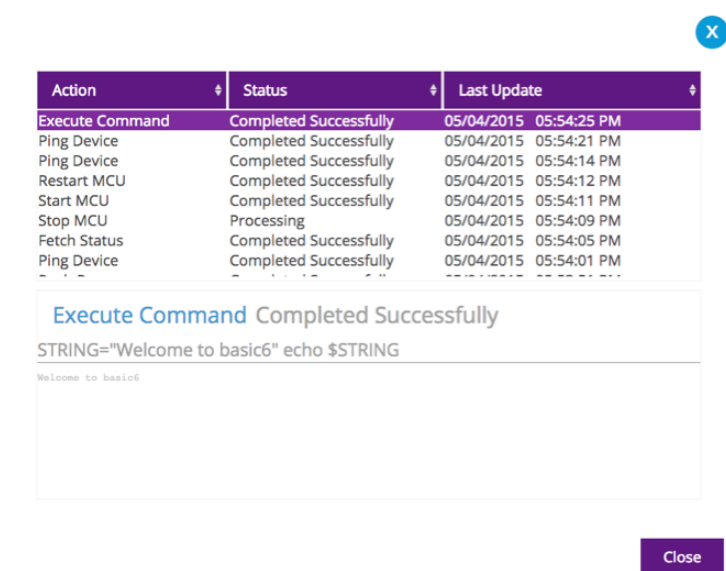 X
Action Status Last Update
Execute Command Completed Successfully 05/04/2015 05:54:25 PM
Ping Device Completed Successfully 05/04/2015 05:54:21 PM
Ping Device Completed Successfully 05/04/2015 05:54:14 PM
Restart MCU Completed Successfully 05/04/2015 05:54:12 PM
Start MCU Completed Successfully 05/04/2015 05:54:11 PM
Stop MCU Processing 05/04/2015 05:54:09 PM
Fetch Status Completed Successfully 05/04/2015 05:54:05 PM
Ping Device Completed Successfully 05/04/2015 05:54:01 PM
Execute Command Completed Successfully
STRING="Welcome to basic6" echo $STRING
Welcome to basic6
Close